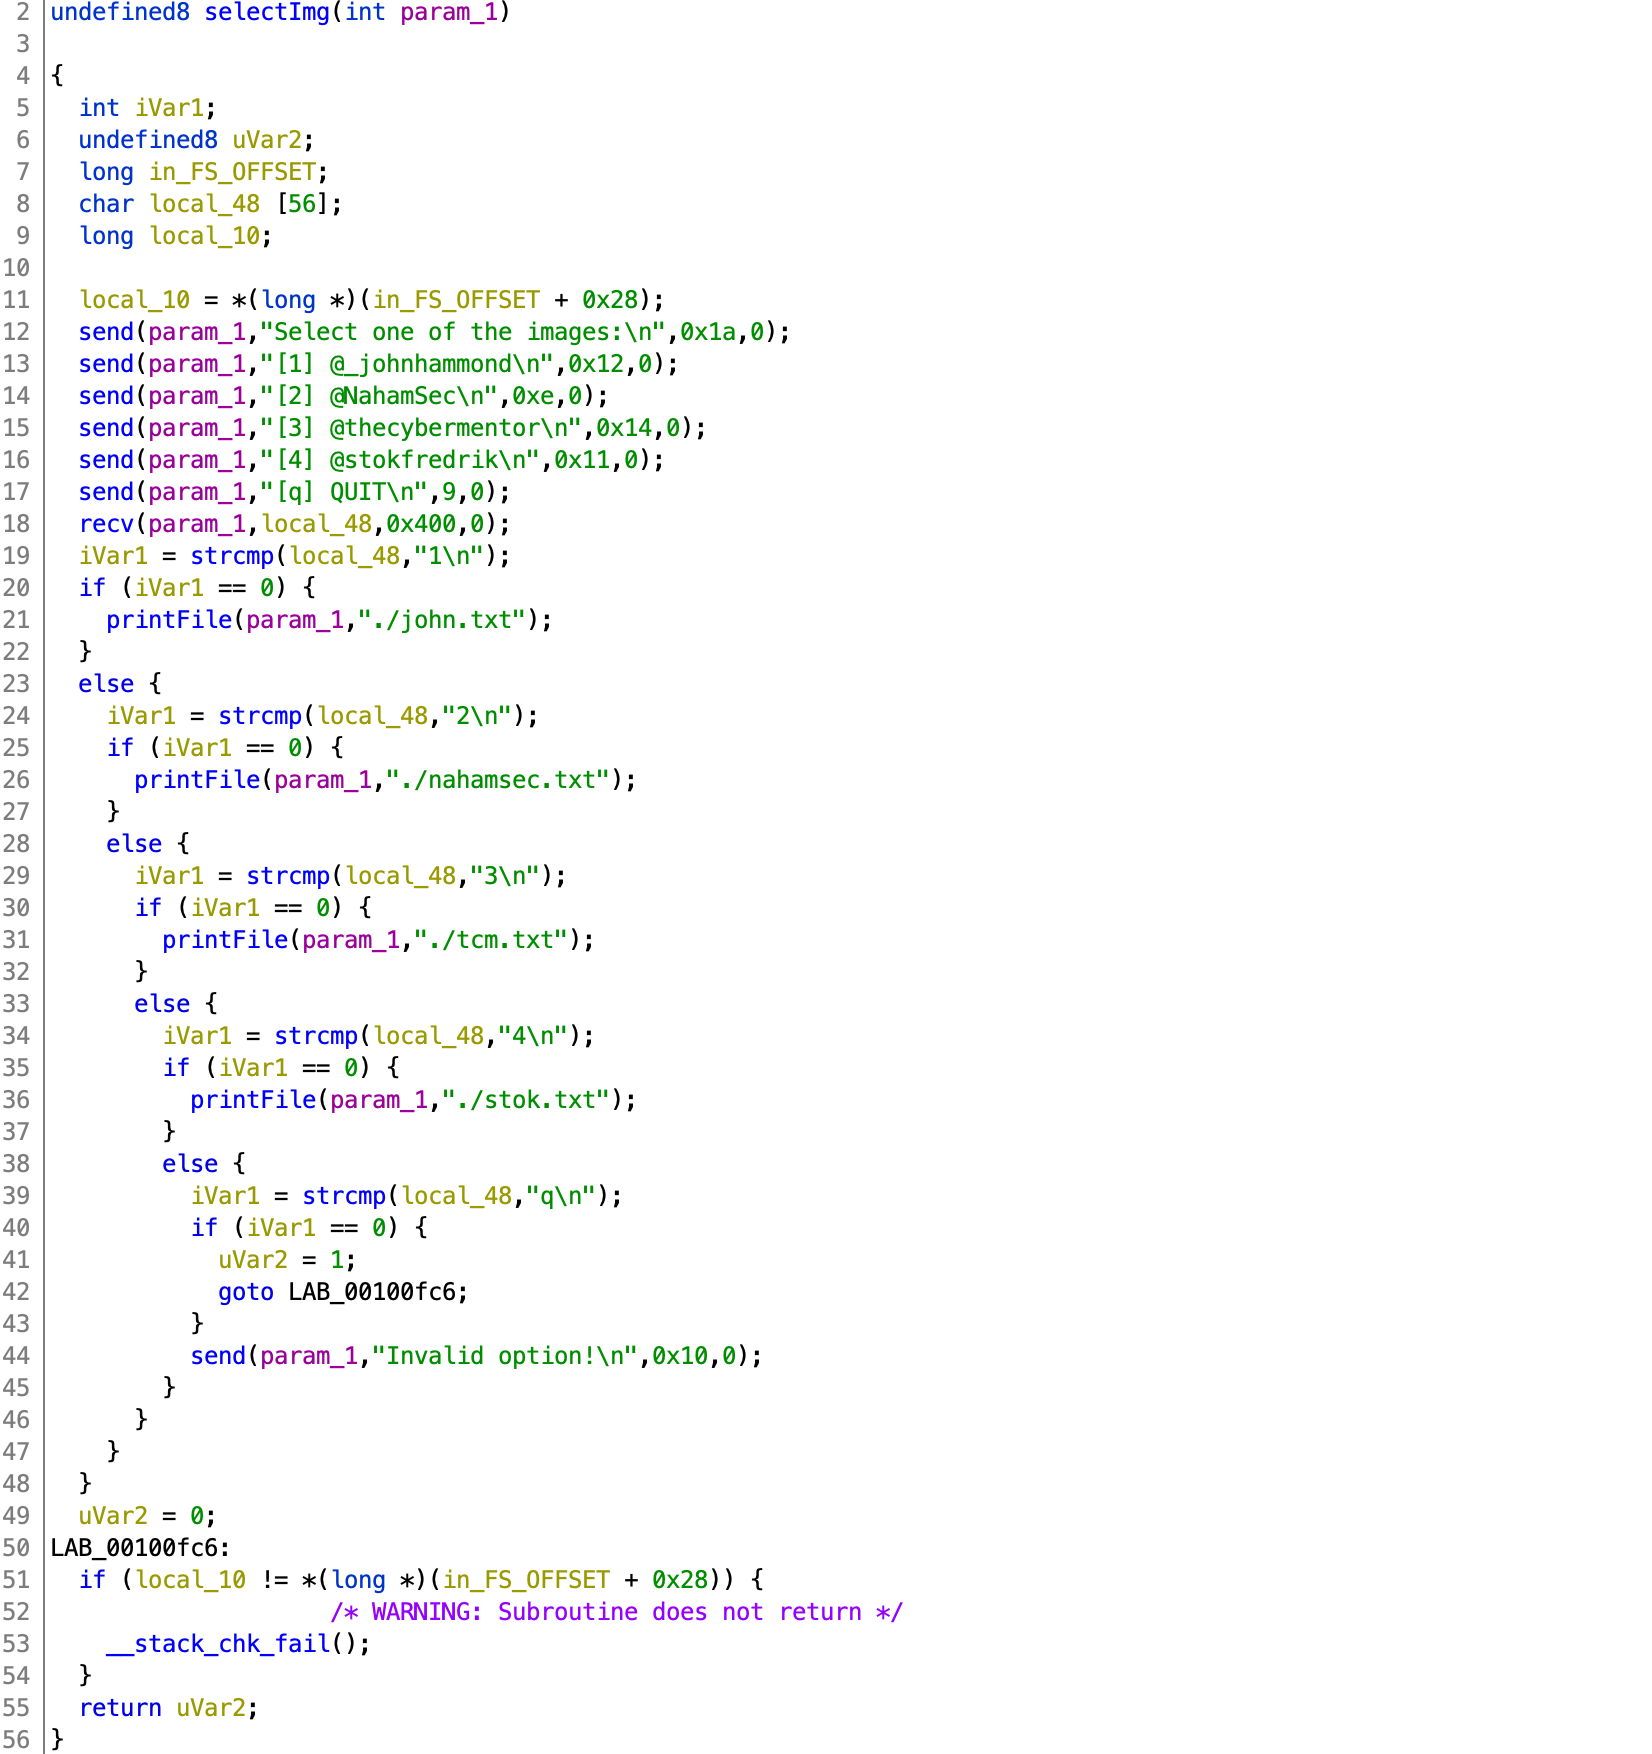 2 undefined8 selectImg(int param_1)
3
4 {
5   int iVar1;
6   undefined8 uVar2;
7   long in_FS_OFFSET;
8   char local_48 [56];
9   long local_10;
10
11   local_10 = *(long *)(in_FS_OFFSET + 0x28);
12   send(param_1,"Select one of the images:\n",0x1a,0);
13   send(param_1,"[1] @_johnhammond\n",0x12,0);
14   send(param_1,"[2] @NahamSec\n",0xe,0);
15   send(param_1,"[3] @thecybermentor\n",0x14,0);
16   send(param_1,"[4] @stokfredrik\n",0x11,0);
17   send(param_1,"[q] QUIT\n",9,0);
18   recv(param_1,local_48,0x400,0);
19   iVar1 = strcmp(local_48,"1\n");
20   if (iVar1 == 0) {
21     printFile(param_1,"./john.txt");
22   }
23   else {
24     iVar1 = strcmp(local_48,"2\n");
25     if (iVar1 == 0) {
26       printFile(param_1,"./nahamsec.txt");
27     }
28     else {
29       iVar1 = strcmp(local_48,"3\n");
30       if (iVar1 == 0) {
31         printFile(param_1,"./tcm.txt");
32       }
33       else {
34         iVar1 = strcmp(local_48,"4\n");
35         if (iVar1 == 0) {
36           printFile(param_1,"./stok.txt");
37         }
38         else {
39           iVar1 = strcmp(local_48,"q\n");
40           if (iVar1 == 0) {
41             uVar2 = 1;
42             goto LAB_00100fc6;
43           }
44           send(param_1,"Invalid option!\n",0x10,0);
45         }
46       }
47     }
48   }
49   uVar2 = 0;
50 LAB_00100fc6:
51   if (local_10 != *(long *)(in_FS_OFFSET + 0x28)) {
52                     /* WARNING: Subroutine does not return */
53     __stack_chk_fail();
54   }
55   return uVar2;
56 }